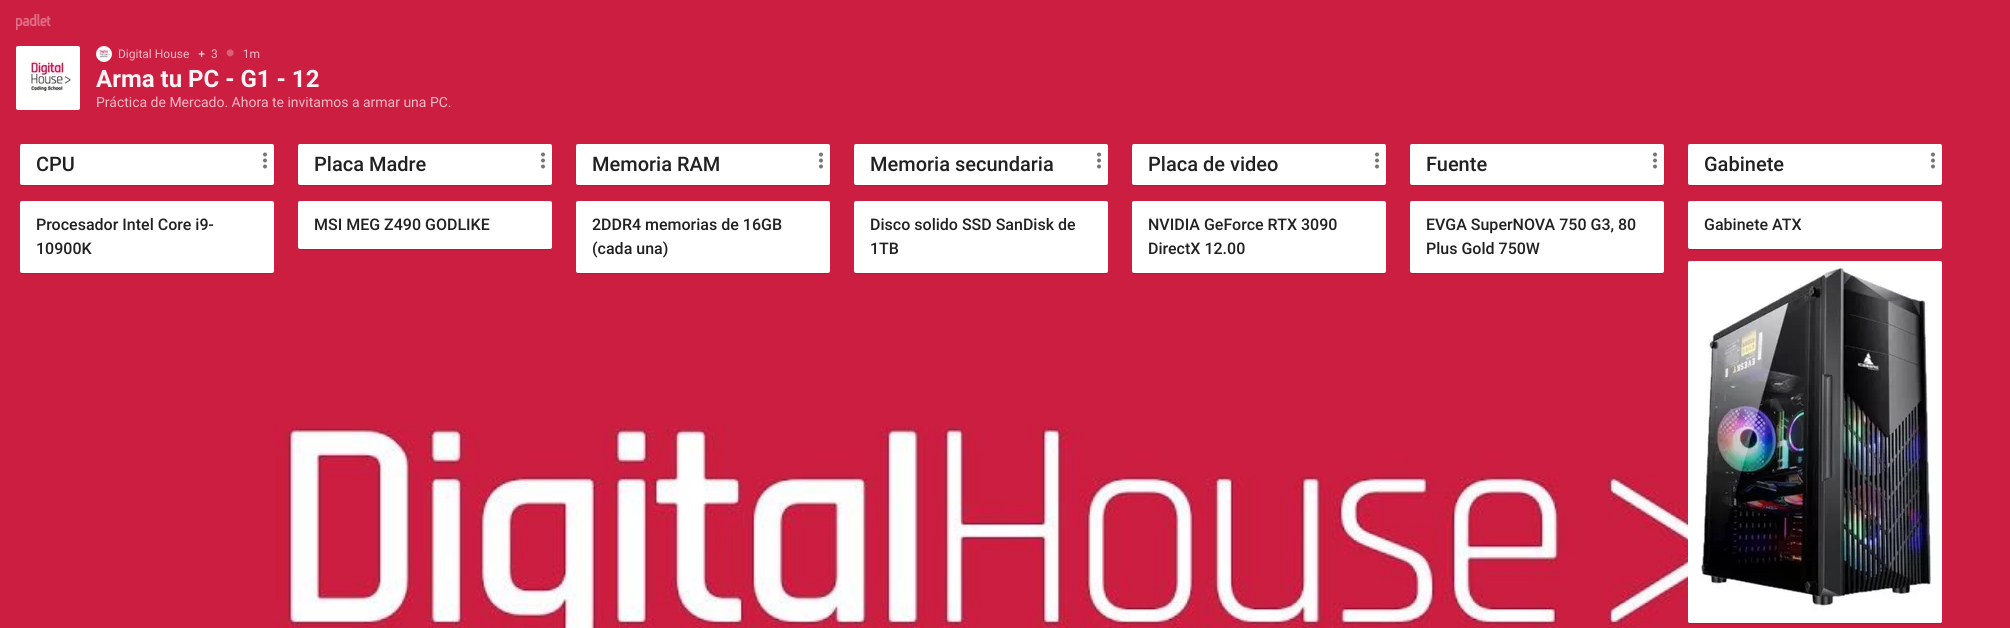 padlet
Digital
House>
Coding School
Digital House + 3 • 1m
Arma tu PC - G1 - 12
Práctica de Mercado. Ahora te invitamos a armar una PC.
CPU
Procesador Intel Core i9-
10900K
Placa Madre
MSI MEG Z490 GODLIKE
Memoria RAM
2DDR4 memorias de 16GB
(cada una)
Memoria secundaria
Disco solido SSD SanDisk de
1TB
Placa de video
NVIDIA GeForce RTX 3090
DirectX 12.00
Fuente
EVGA SuperNOVA 750 G3, 80
Plus Gold 750W
Gabinete
Gabinete ATX
DigitalHouse>